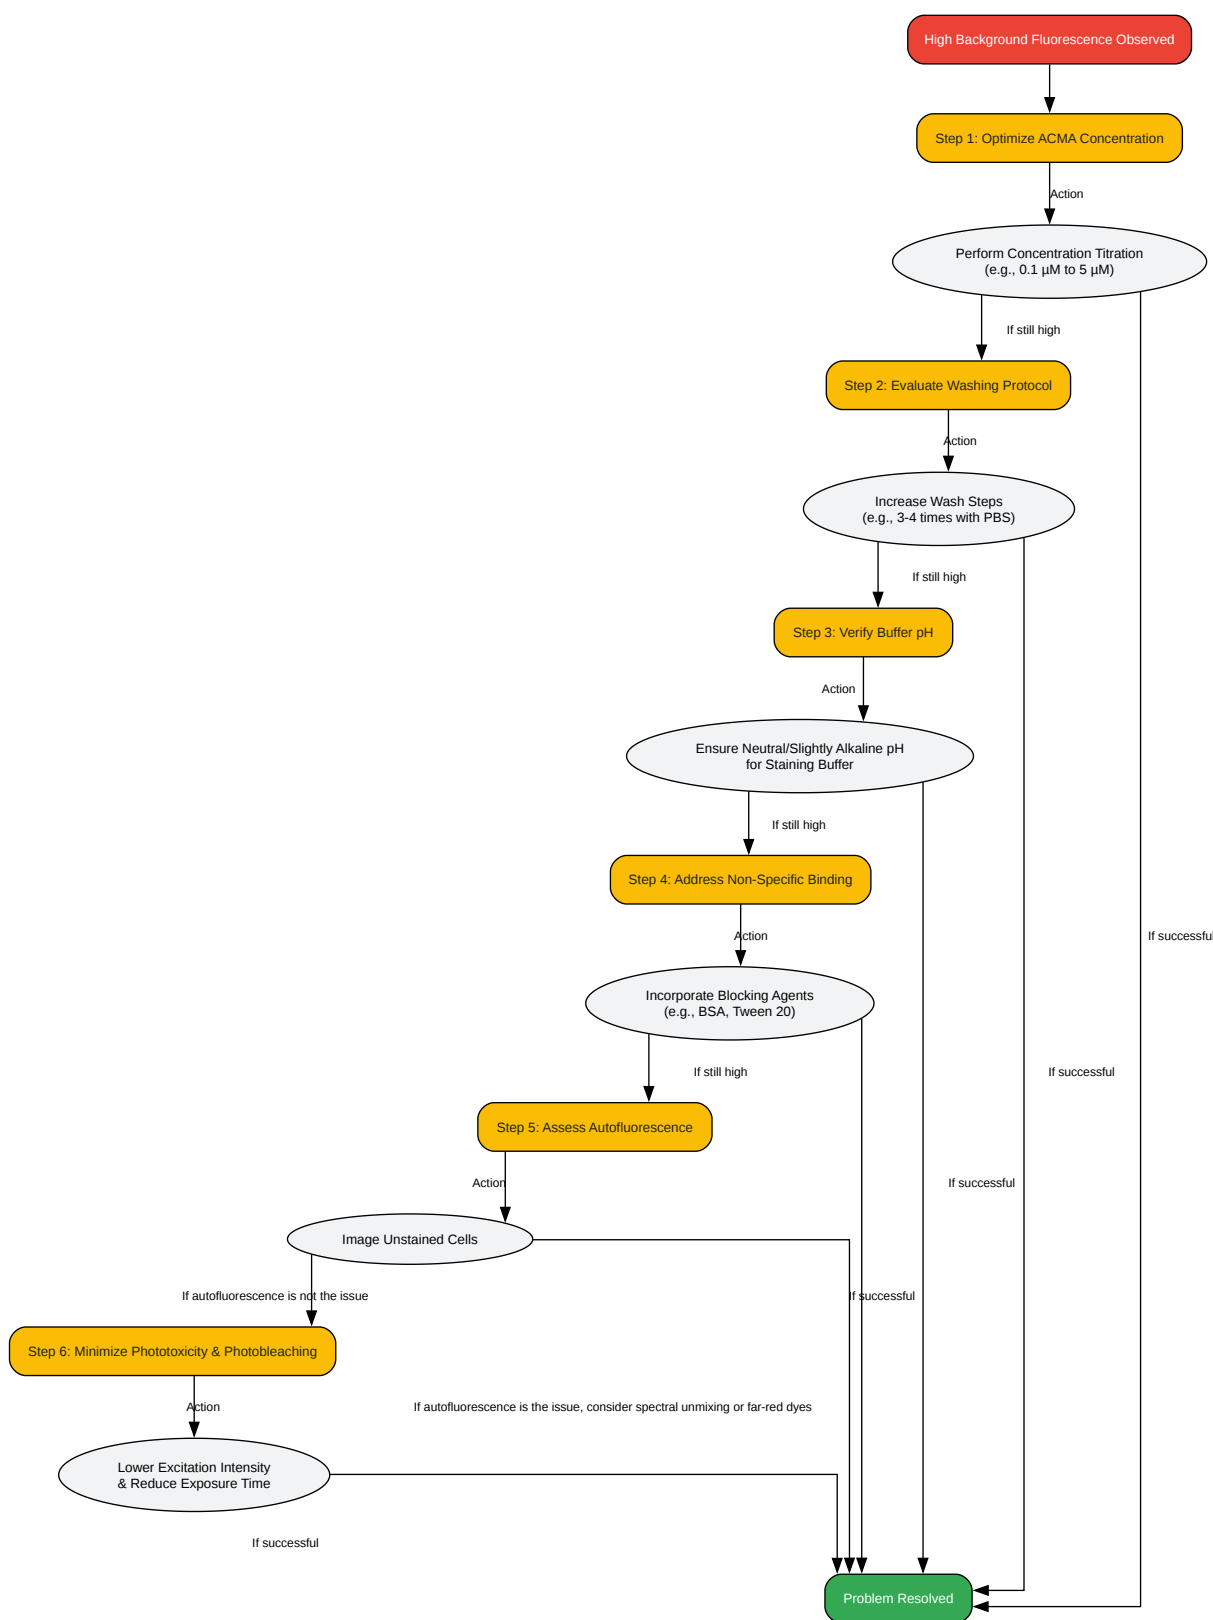 High Background Fluorescence Observed
Step 1: Optimize ACMA Concentration
Action
Perform Concentration Titration
(e.g., 0.1 µM to 5 µM)
If still high
Step 2: Evaluate Washing Protocol
Action
Increase Wash Steps
(e.g., 3-4 times with PBS)
If still high
Step 3: Verify Buffer pH
Action
Ensure Neutral/Slightly Alkaline pH
for Staining Buffer
If still high
Step 4: Address Non-Specific Binding
Action
If successful
Incorporate Blocking Agents
(e.g., BSA, Tween 20)
If still high
If successful
Step 5: Assess Autofluorescence
Action
If successful
Image Unstained Cells
If autofluorescence is not the issue
If successful
Step 6: Minimize Phototoxicity & Photobleaching
Action
If autofluorescence is the issue, consider spectral unmixing or far-red dyes
Lower Excitation Intensity
& Reduce Exposure Time
If successful
Problem Resolved